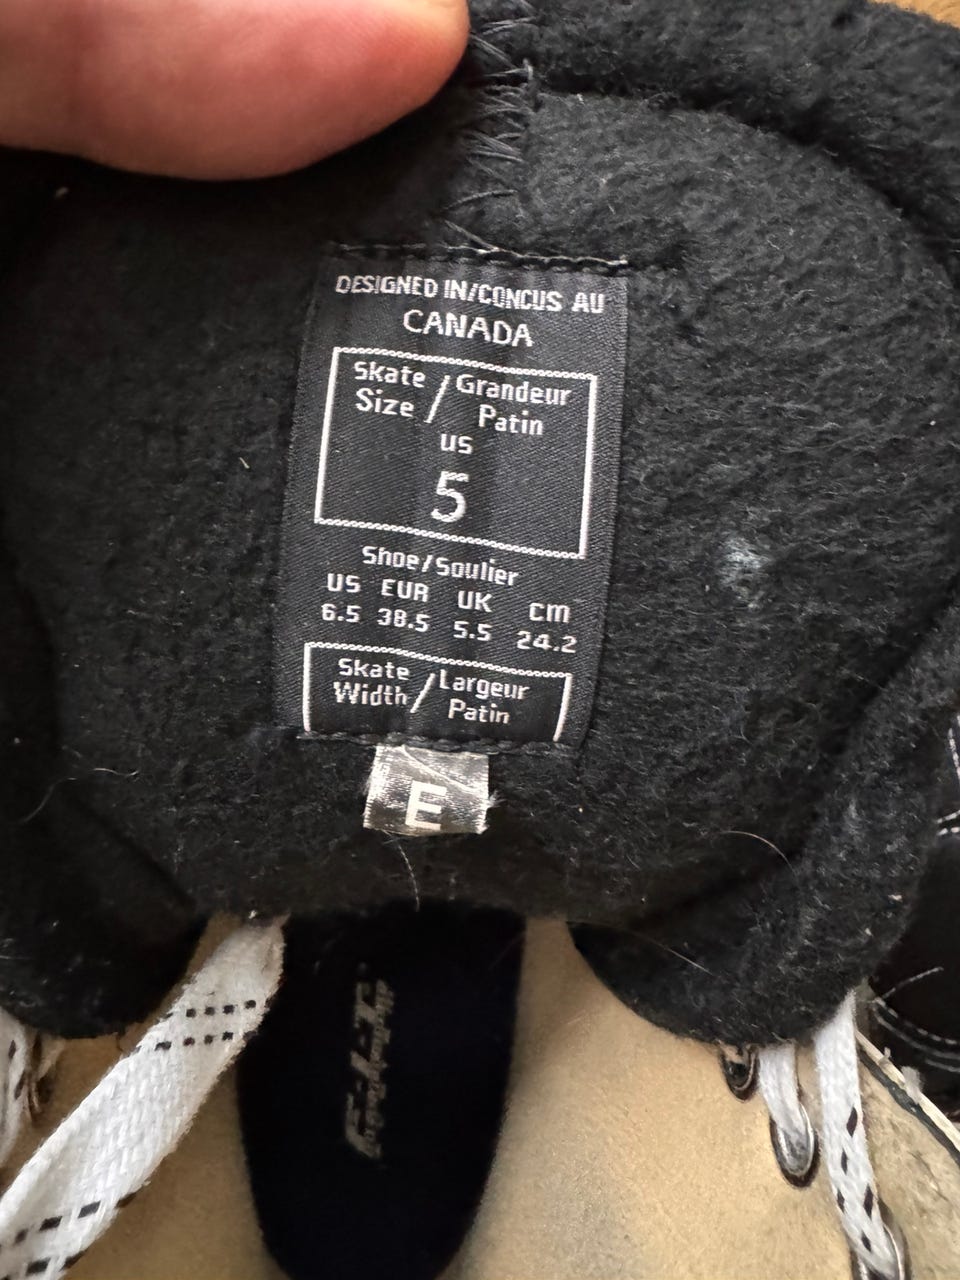 DESIGNED IN/CONCUS AU
CANADA
Skate Size / Grandeur Patin
US
5
Shoe/Soulier
US EUR UK cm
6.5 38.5 5.5 24.2
Skate Width / Largeur Patin
E